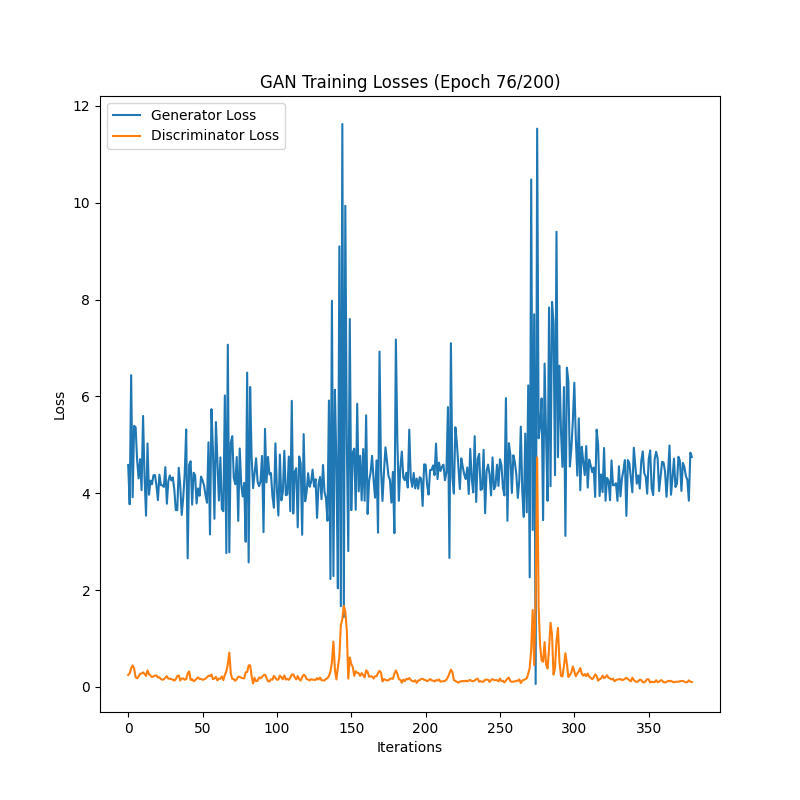 GAN Training Losses (Epoch 76/200)
Generator Loss
Discriminator Loss
12
10
8
6
4
2
0
Loss
0 50 100 150 200 250 300 350
Iterations